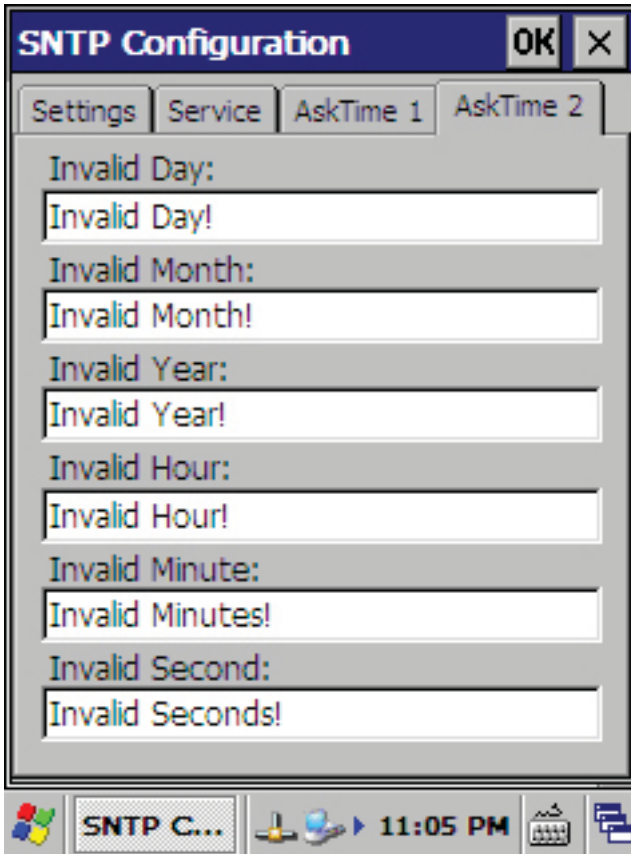 SNTP Configuration OK ×
Settings Service AskTime 1 AskTime 2
Invalid Day:
Invalid Day!
Invalid Month:
Invalid Month!
Invalid Year:
Invalid Year!
Invalid Hour:
Invalid Hour!
Invalid Minute:
Invalid Minutes!
Invalid Second:
Invalid Seconds!
SNTP C... 11:05 PM